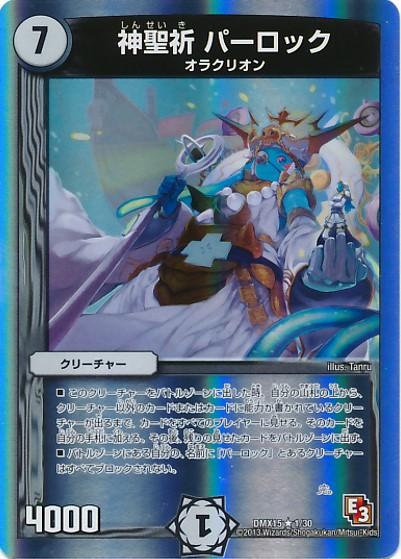 7
しんせいき
神聖祈 パーロック
オラクリオン
illus. Tanru
クリーチャー
■ このクリーチャーをバトルゾーンに出した時、自分の山札の上から、
クリーチャー以外のカードまたはカードに能力が書かれているクリー
チャーが出るまで、カードをすべてのプレイヤーに見せる。そのカードを
自分の手札に加える。その後、残りの見せたカードをバトルゾーンに出す。
■ バトルゾーンにある自分の、名前に「パーロック」とあるクリーチャー
はすべてブロックされない。
光
4000
1
DMX15 ★ 1/30
E3
©2013 Wizards/Shogakukan/Mitsui-Kids